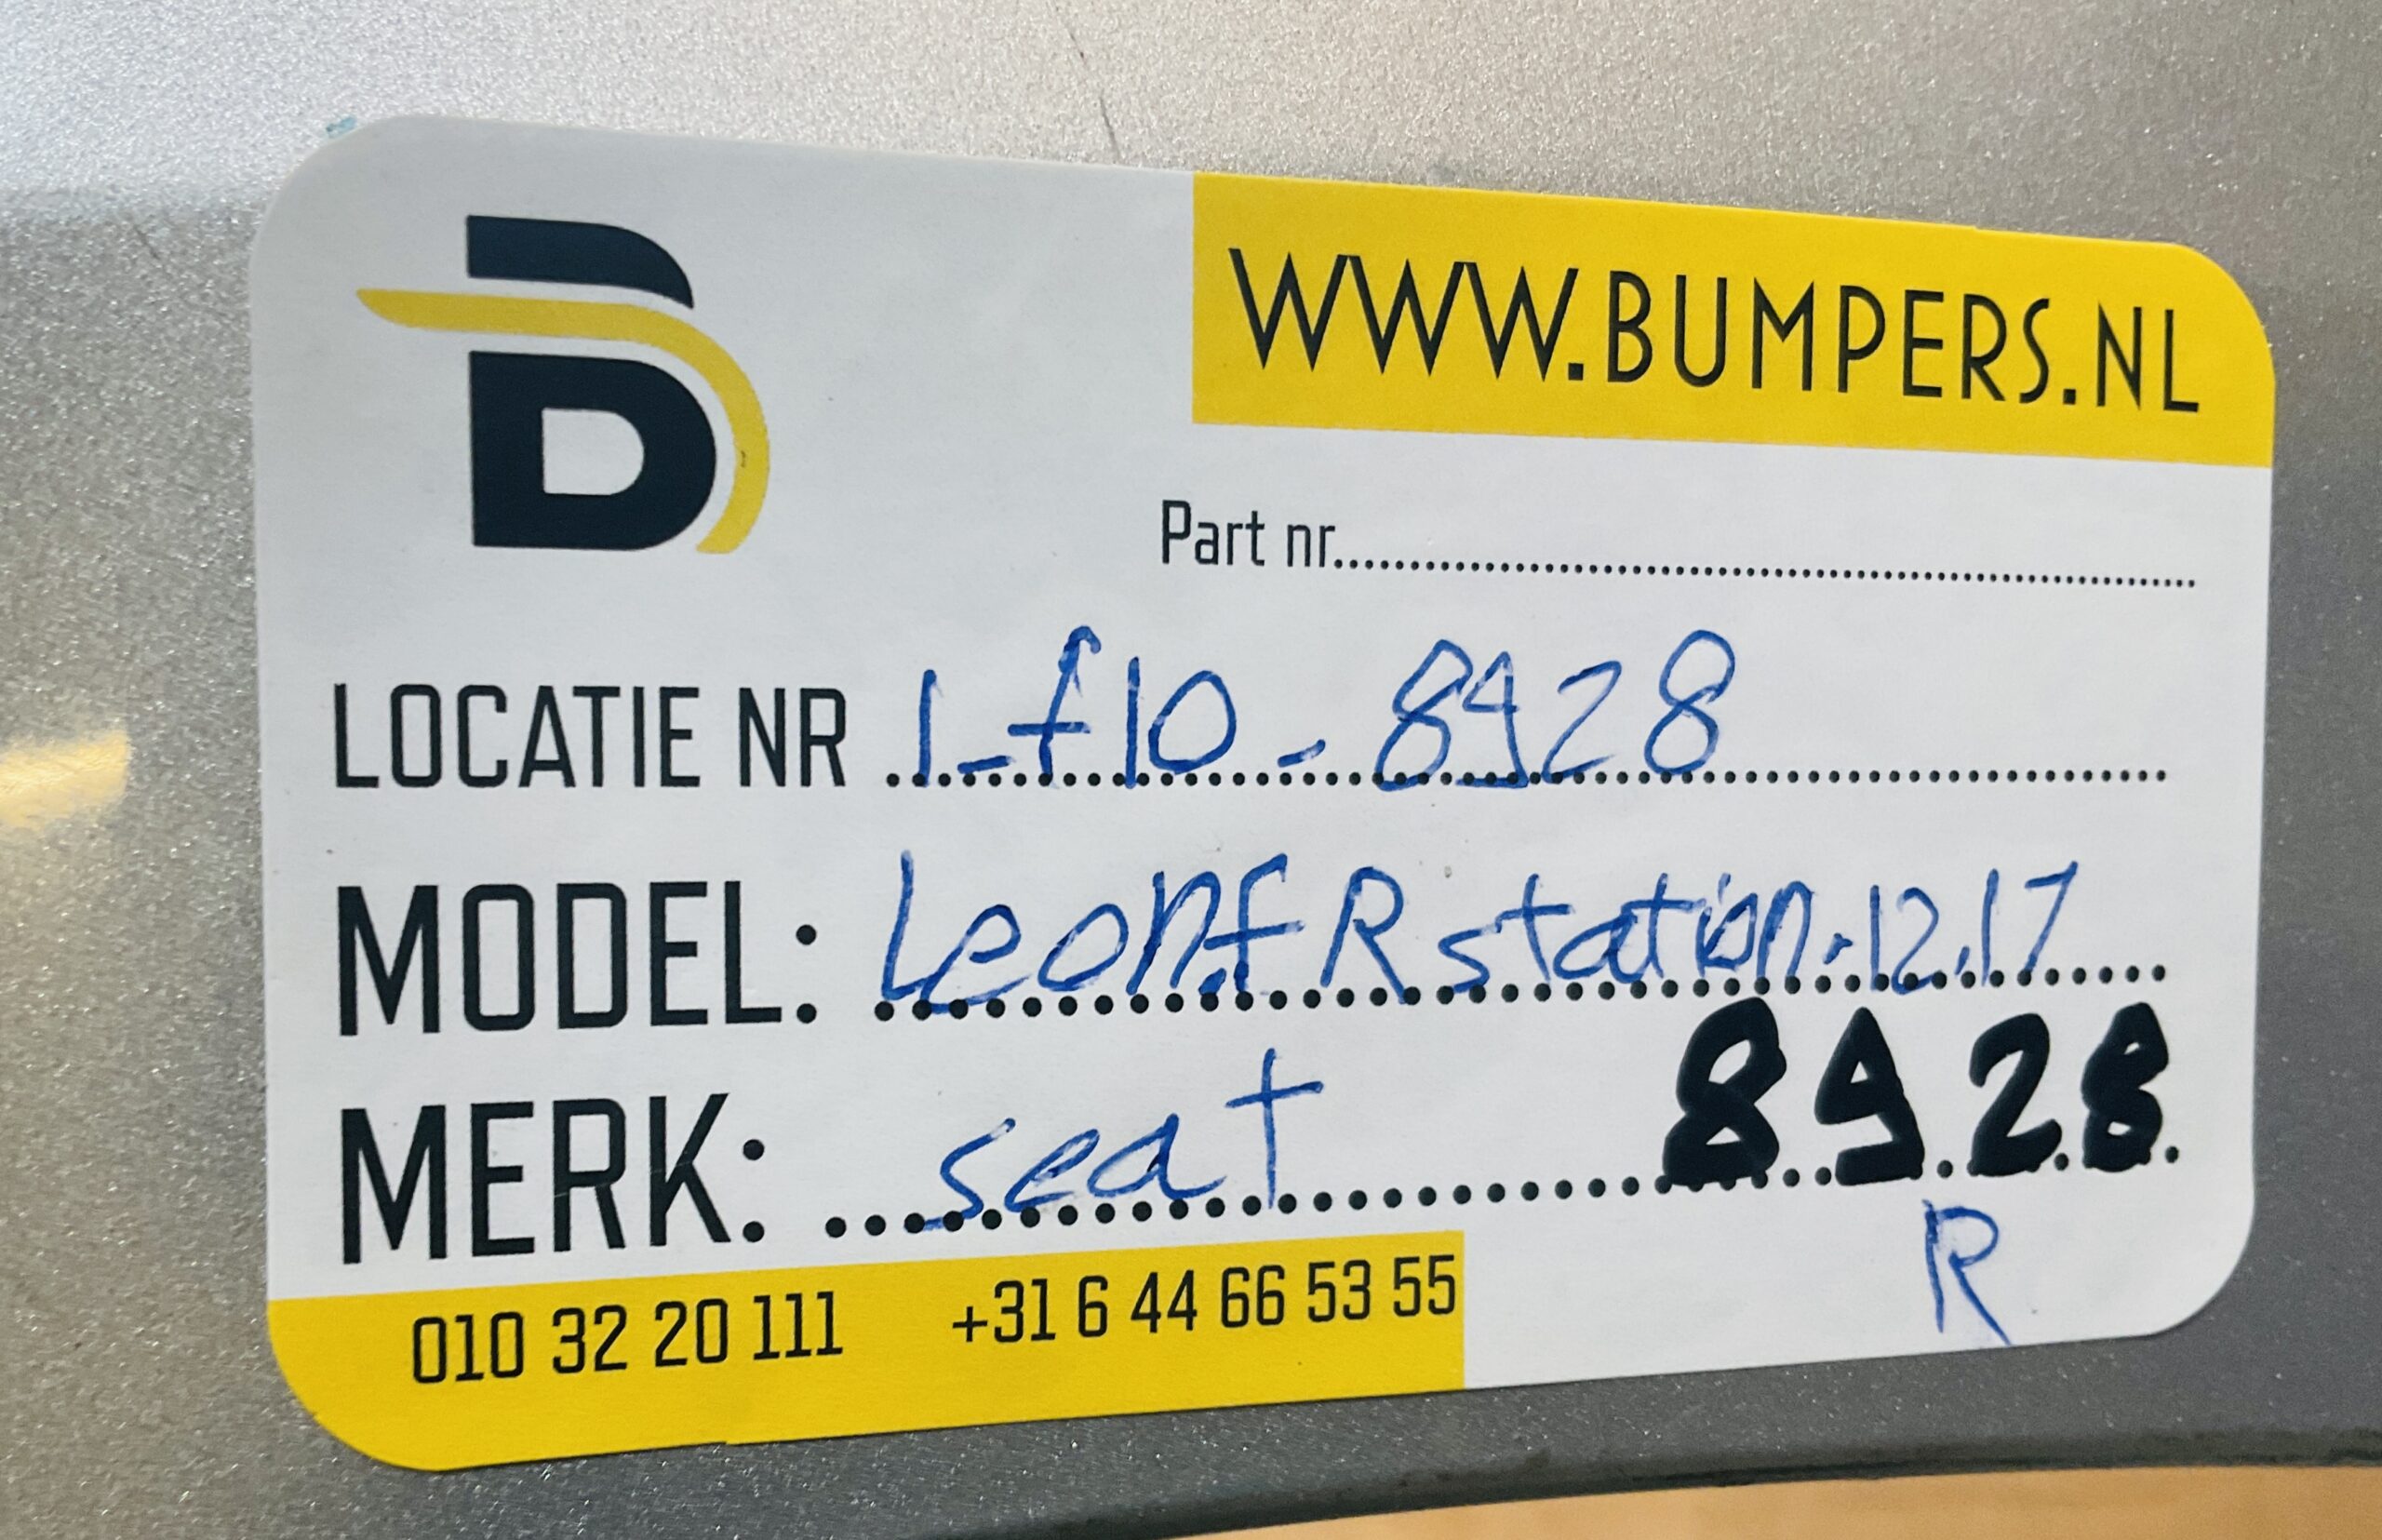 B
WWW.BUMPERS.NL
Part nr...........................
LOCATIE NR 1-f10-8928
MODEL: Leon.f R station.12.17
MERK: seat 8928
R
010 32 20 111 +31 6 44 66 53 55